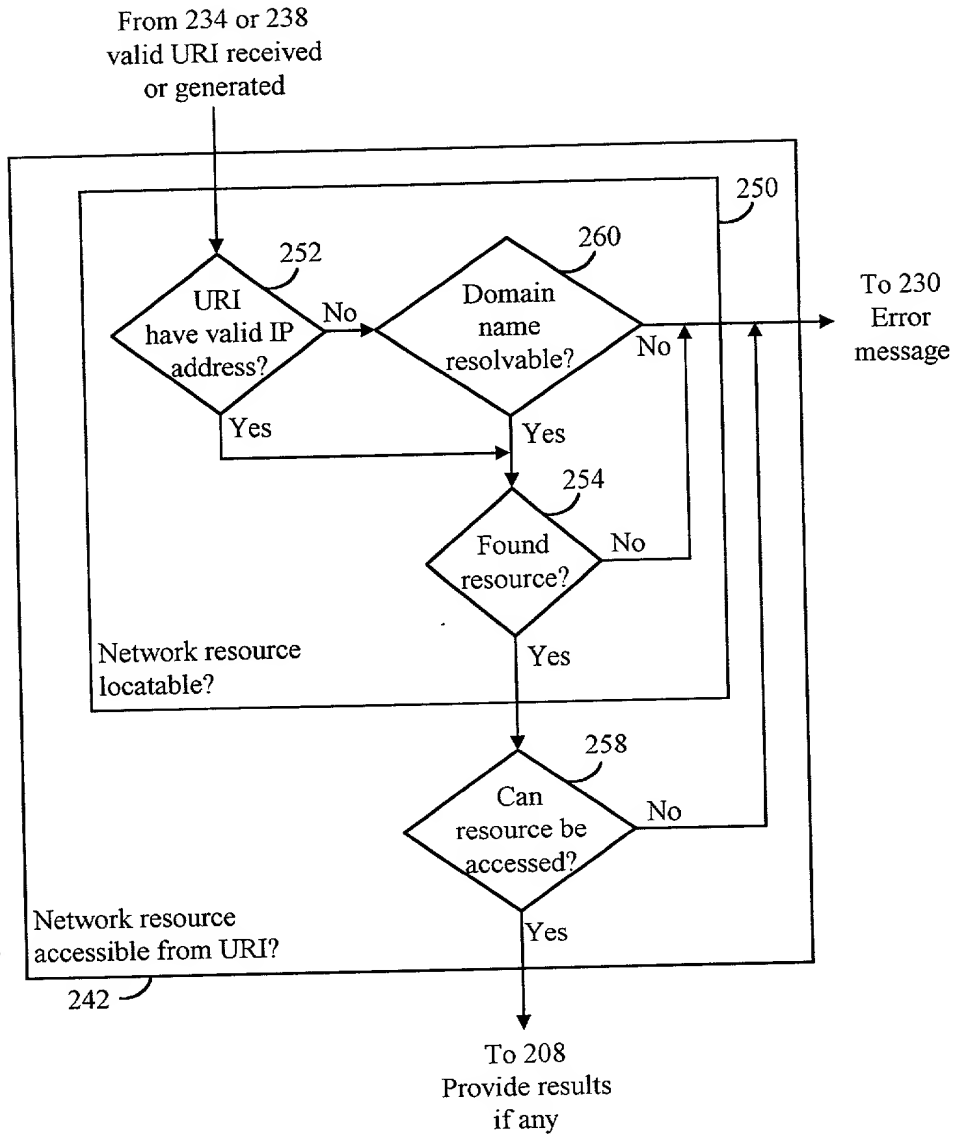 From 234 or 238
valid URI received
or generated
250
252
260
URI
have valid IP
address?
No
Domain
name
resolvable?
No
To 230
Error
message
Yes
Yes
254
Found
resource?
No
Network resource
locatable?
Yes
258
Can
resource be
accessed?
No
Network resource
accessible from URI?
Yes
242
To 208
Provide results
if any